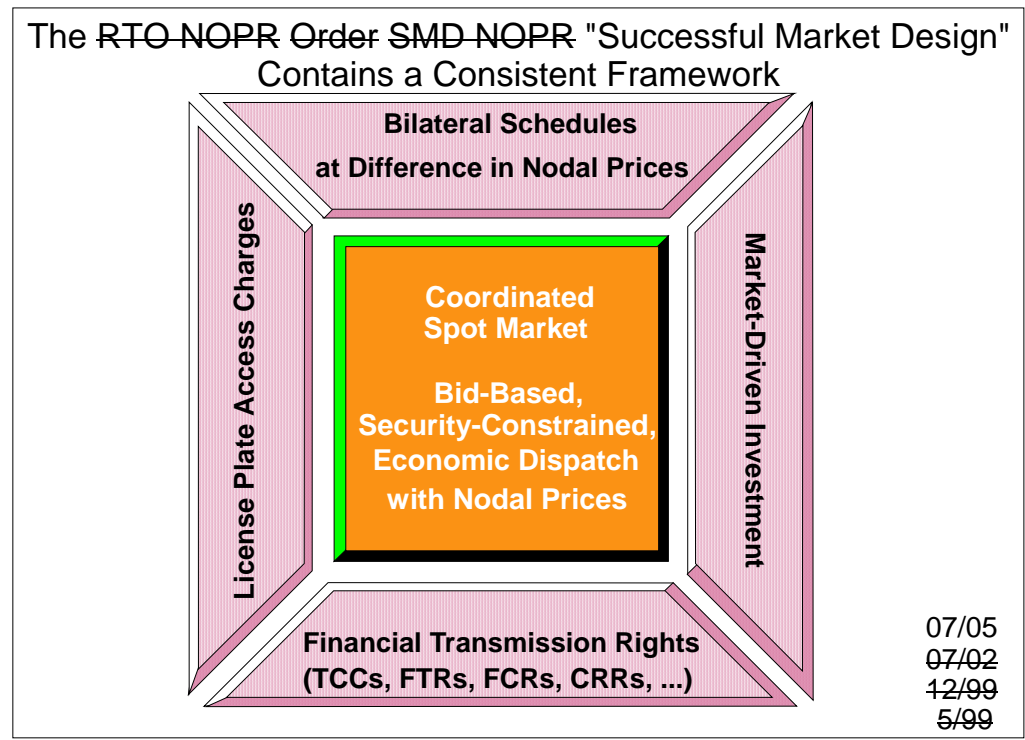 The RTO NOPR Order SMD NOPR "Successful Market Design"
Contains a Consistent Framework
Bilateral Schedules
at Difference in Nodal Prices
License Plate Access Charges
Coordinated
Spot Market
Bid-Based,
Security-Constrained,
Economic Dispatch
with Nodal Prices
Market-Driven Investment
Financial Transmission Rights
(TCCs, FTRs, FCRs, CRRs, ...)
07/05
07/02
12/99
5/99